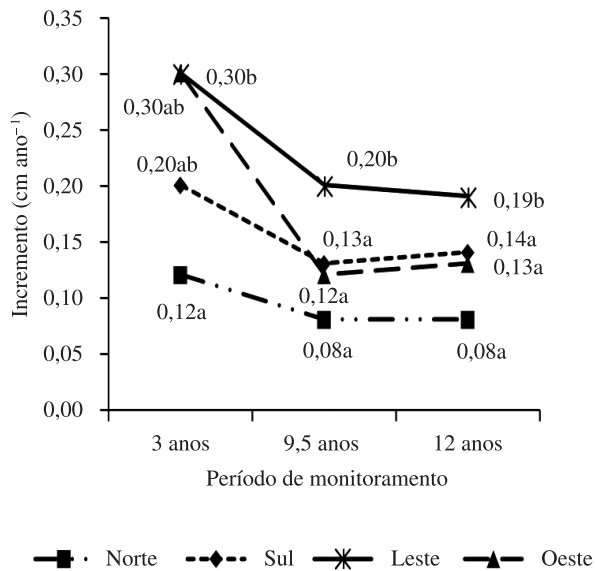 0,35
0,30
0,25
0,20
0,15
0,10
0,05
0,00
Incremento (cm ano⁻¹)
0,30b
0,30ab
0,20ab
0,20b
0,19b
0,13a
0,14a
0,13a
0,12a
0,12a
0,08a
0,08a
3 anos 9,5 anos 12 anos
Período de monitoramento
Norte Sul Leste Oeste